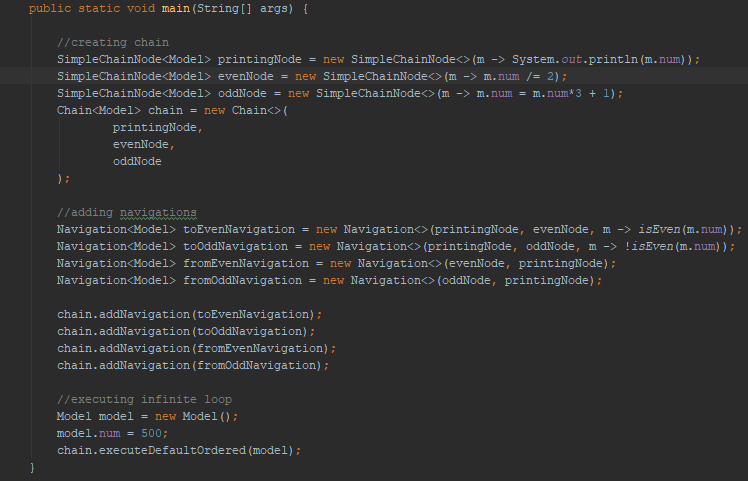 public static void main(String[] args) {
//creating chain
SimpleChainNode<Model> printingNode = new SimpleChainNode<>(m -> System.out.println(m.num));
SimpleChainNode<Model> evenNode = new SimpleChainNode<>(m -> m.num /= 2);
SimpleChainNode<Model> oddNode = new SimpleChainNode<>(m -> m.num = m.num*3 + 1);
Chain<Model> chain = new Chain<>(
printingNode,
evenNode,
oddNode
);
//adding navigations
Navigation<Model> toEvenNavigation = new Navigation<>(printingNode, evenNode, m -> isEven(m.num));
Navigation<Model> toOddNavigation = new Navigation<>(printingNode, oddNode, m -> !isEven(m.num));
Navigation<Model> fromEvenNavigation = new Navigation<>(evenNode, printingNode);
Navigation<Model> fromOddNavigation = new Navigation<>(oddNode, printingNode);
chain.addNavigation(toEvenNavigation);
chain.addNavigation(toOddNavigation);
chain.addNavigation(fromEvenNavigation);
chain.addNavigation(fromOddNavigation);
//executing infinite loop
Model model = new Model();
model.num = 500;
chain.executeDefaultOrdered(model);
}